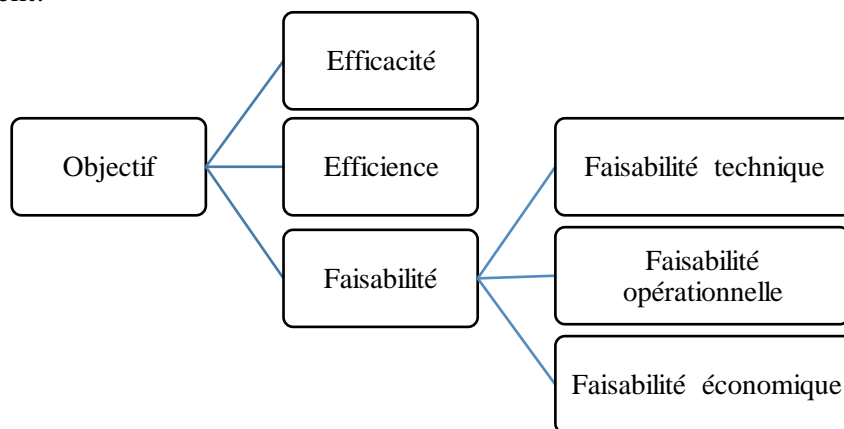 Efficacité
Objectif
Efficience
Faisabilité
Faisabilité technique
Faisabilité
opérationnelle
Faisabilité économique